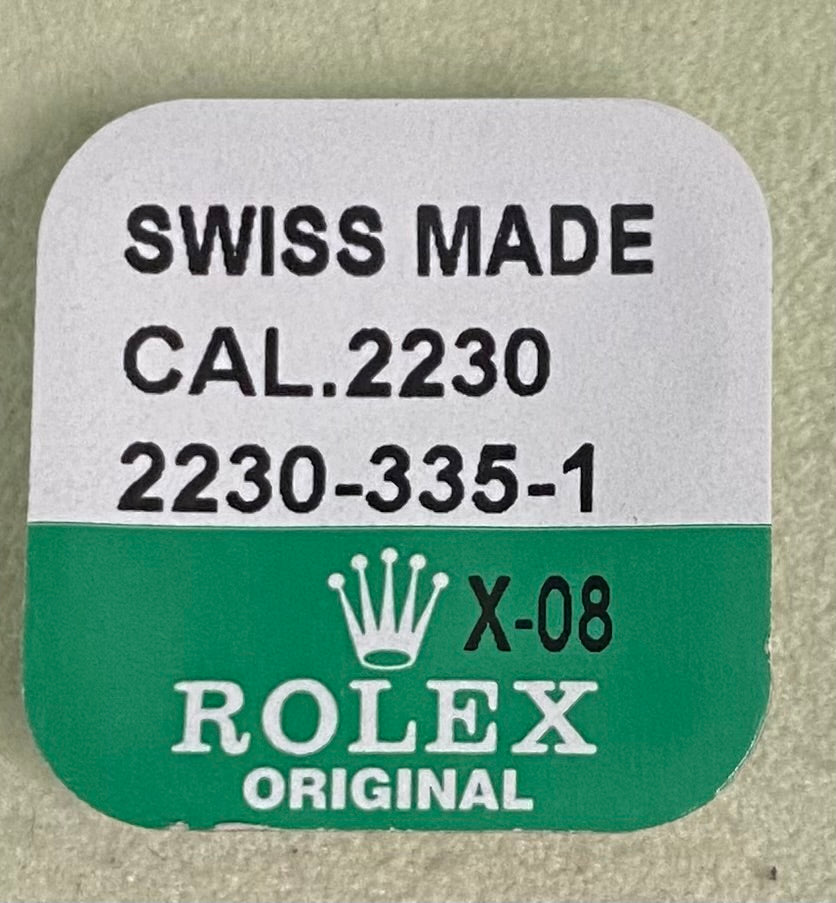 SWISS MADE
CAL.2230
2230-335-1
X-08
ROLEX
ORIGINAL